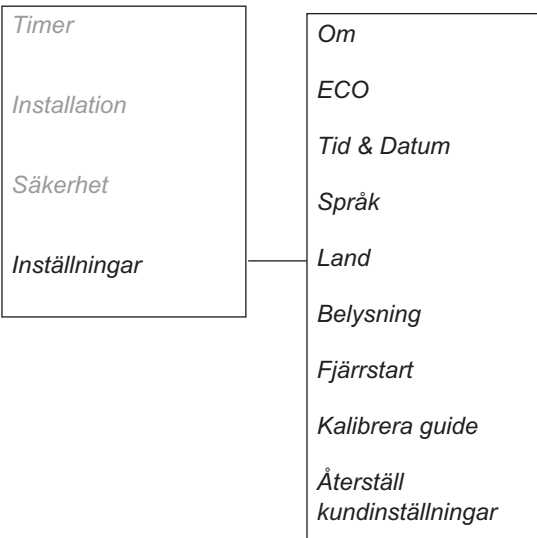 Timer
Installation
Säkerhet
Inställningar
Om
ECO
Tid & Datum
Språk
Land
Belysning
Fjärrstart
Kalibrera guide
Återställ
kundinställningar